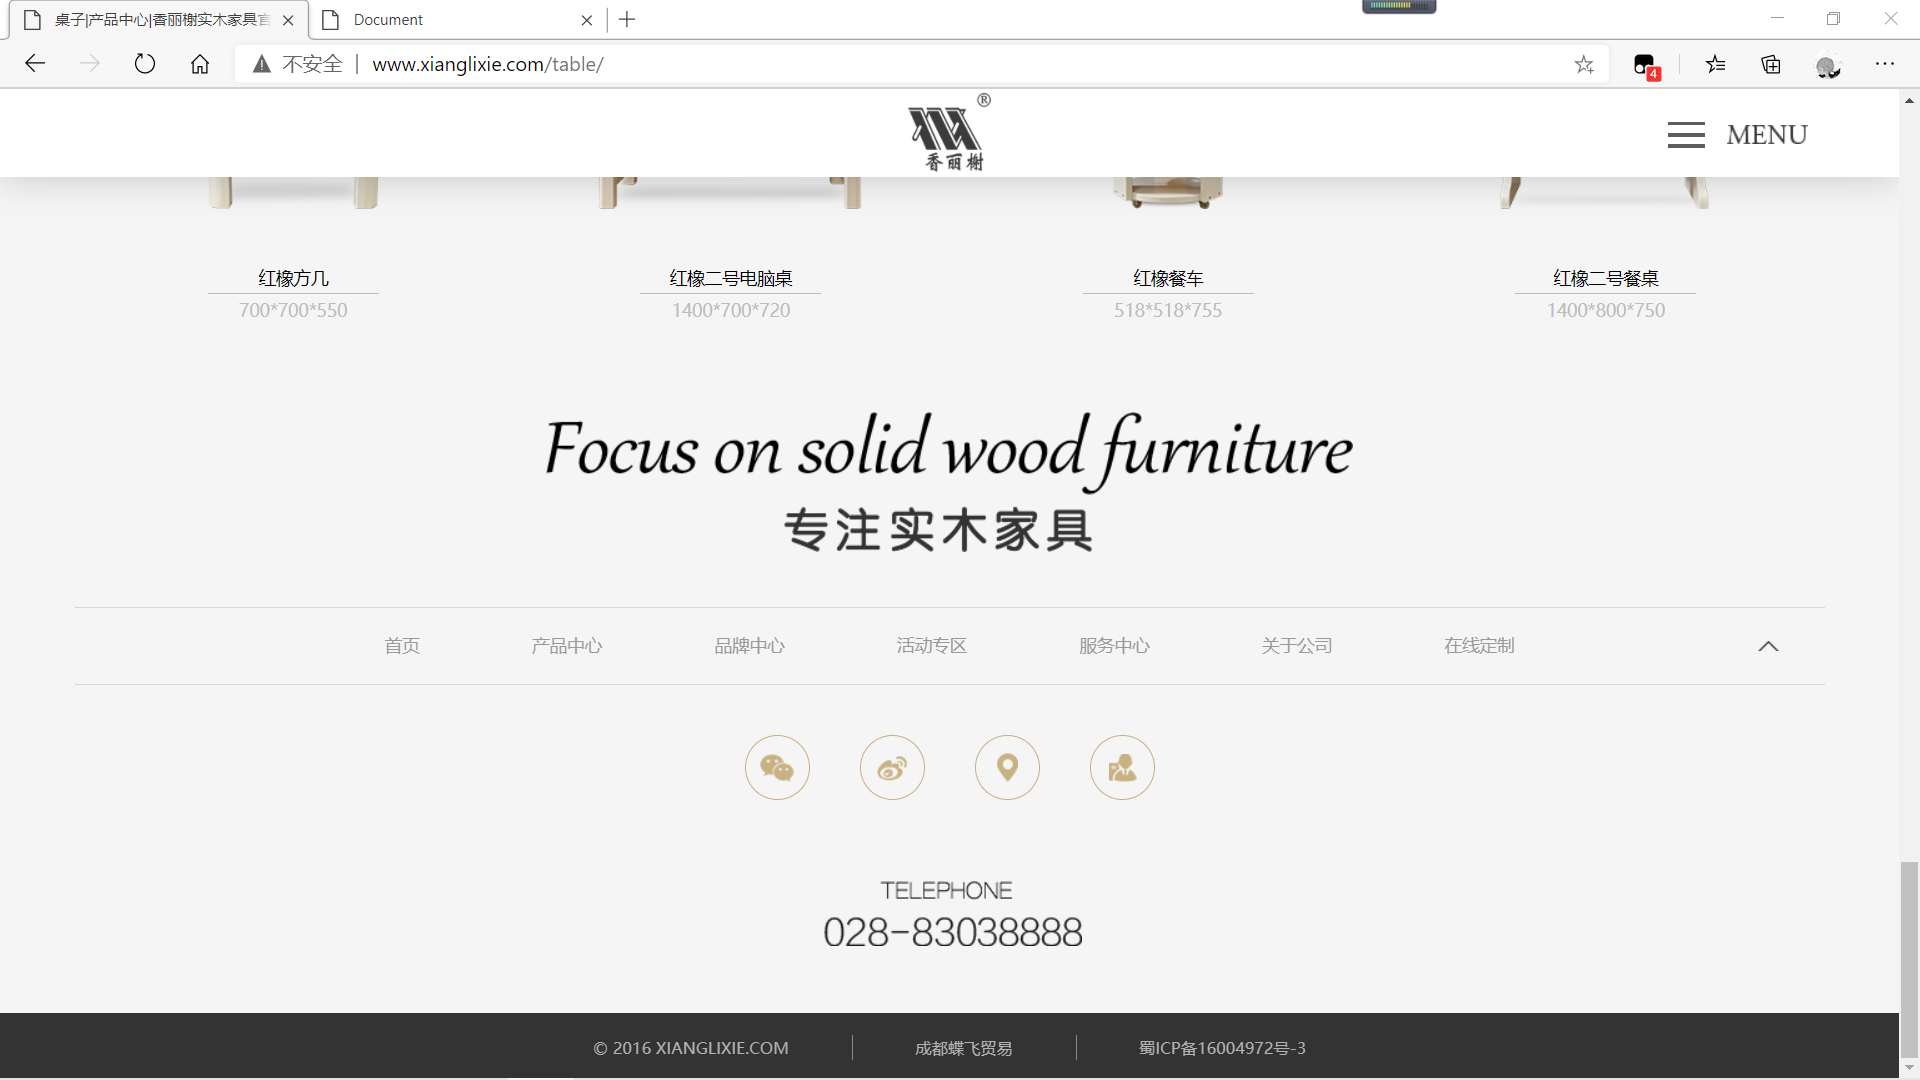 桌子|产品中心|香丽榭实木家具官
Document
不安全
www.xianglixie.com/table/
4
®
香丽榭
MENU
红橡方几
700*700*550
红橡二号电脑桌
1400*700*720
红橡餐车
518*518*755
红橡二号餐桌
1400*800*750
Focus on solid wood furniture
专注实木家具
首页
产品中心
品牌中心
活动专区
服务中心
关于公司
在线定制
TELEPHONE
028-83038888
© 2016 XIANGLIXIE.COM
成都蝶飞贸易
蜀ICP备16004972号-3